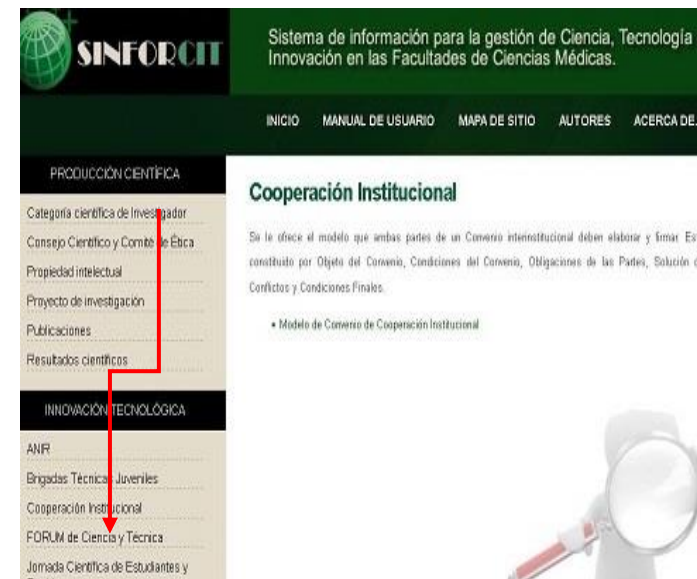 SINFORCIT
Sistema de información para la gestión de Ciencia, Tecnología
Innovación en las Facultades de Ciencias Médicas.
INICIO MANUAL DE USUARIO MAPA DE SITIO AUTORES ACERCA DE
PRODUCCIÓN CIENTÍFICA
Categoría científica de Investigador
Consejo Científico y Comité de Ética
Propiedad intelectual
Proyecto de investigación
Publicaciones
Resultados científicos
INNOVACIÓN TECNOLÓGICA
ANIR
Brigadas Técnicas Juveniles
Cooperación Institucional
FORUM de Ciencia y Técnica
Jornada Científica de Estudiantes y
Cooperación Institucional
Se le ofrece el modelo que ambas partes de un Convenio interinstitucional deben elaborar y firmar. Es
constituido por Objeto del Convenio, Condiciones del Convenio, Obligaciones de las Partes, Solución
Conflictos y Condiciones Finales.
• Modelo de Convenio de Cooperación Institucional